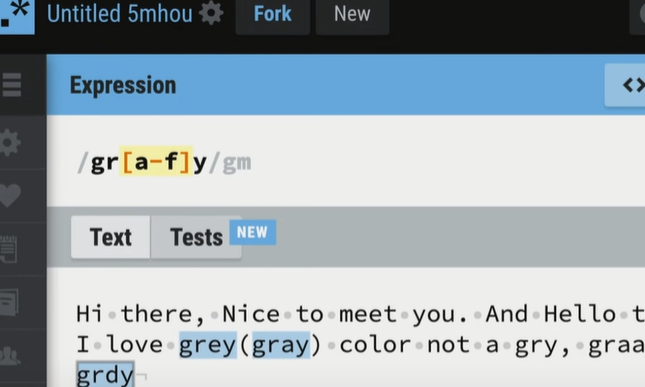 .*
Untitled 5mhou Fork New
Expression <>
/gr[a-f]y/gm
Text Tests NEW
Hi there, Nice to meet you. And Hello t
I love grey(gray) color not a gry, graa
grdy